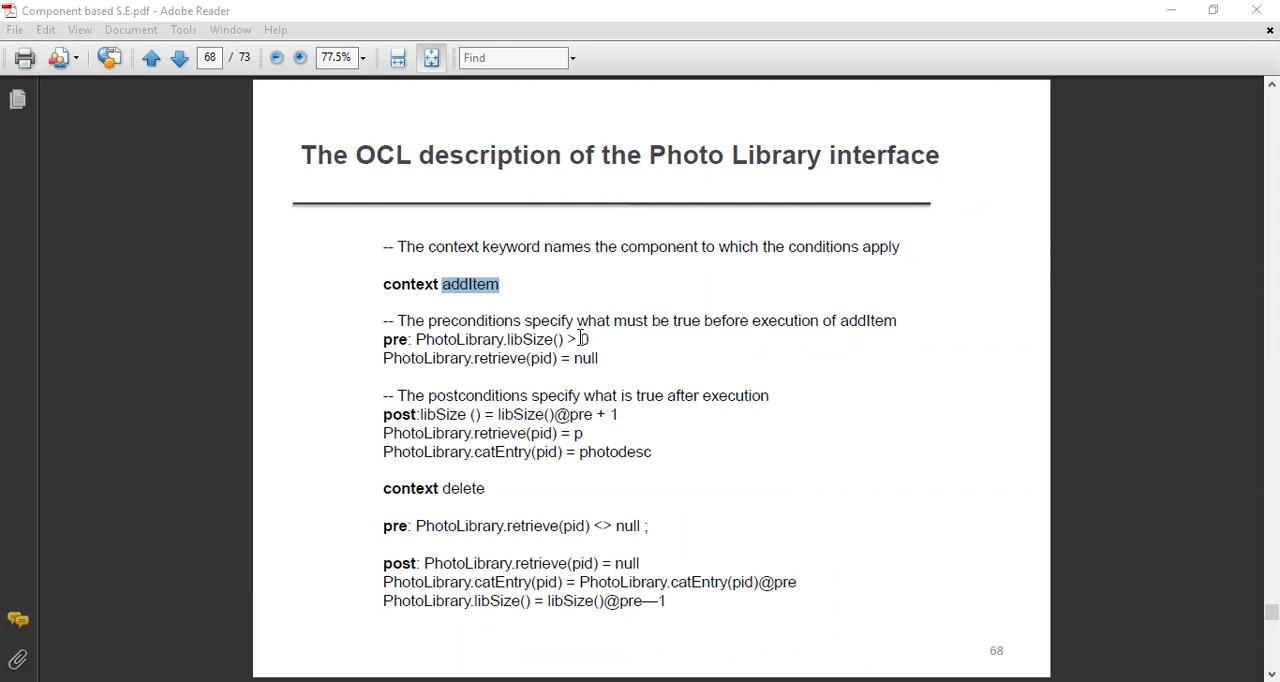 Component based S.E.pdf - Adobe Reader
File Edit View Document Tools Window Help
68 / 73 77.5% Find
The OCL description of the Photo Library interface
-- The context keyword names the component to which the conditions apply
context addItem
-- The preconditions specify what must be true before execution of addItem
pre: PhotoLibrary.libSize() > 0
PhotoLibrary.retrieve(pid) = null
-- The postconditions specify what is true after execution
post:libSize () = libSize()@pre + 1
PhotoLibrary.retrieve(pid) = p
PhotoLibrary.catEntry(pid) = photodesc
context delete
pre: PhotoLibrary.retrieve(pid) <> null ;
post: PhotoLibrary.retrieve(pid) = null
PhotoLibrary.catEntry(pid) = PhotoLibrary.catEntry(pid)@pre
PhotoLibrary.libSize() = libSize()@pre—1
68